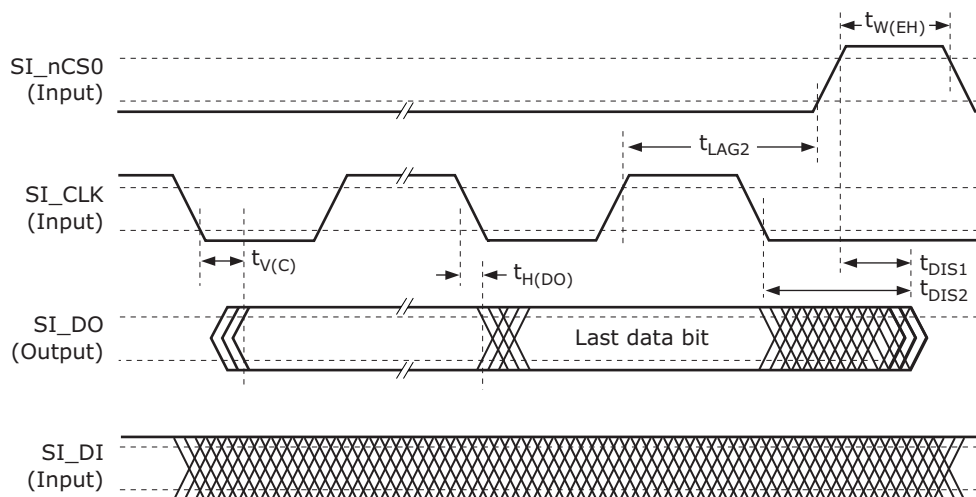 tW(EH)
SI_nCS0
(Input)
tLAG2
SI_CLK
(Input)
tV(C)
tH(DO)
tDIS1
tDIS2
SI_DO
(Output)
Last data bit
SI_DI
(Input)